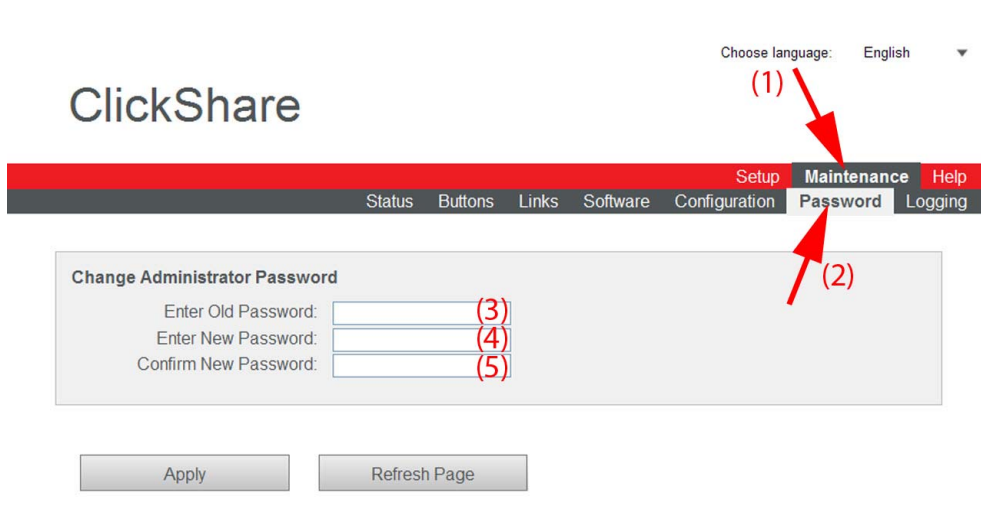 Choose language: English
(1)
ClickShare
Setup Maintenance Help
Status Buttons Links Software Configuration Password Logging
(2)
Change Administrator Password
Enter Old Password: (3)
Enter New Password: (4)
Confirm New Password: (5)
Apply Refresh Page